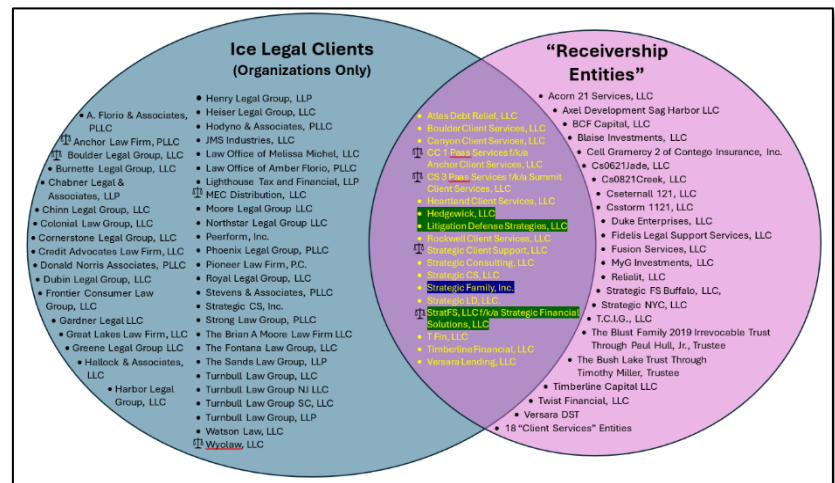 Ice Legal Clients
(Organizations Only)
• A. Florio & Associates,
PLLC
Anchor Law Firm, PLLC
Boulder Legal Group, LLC
• Burnette Legal Group, LLC
• Chabner Legal &
Associates, LLP
• Chinn Legal Group, LLC
• Colonial Law Group, LLC
• Cornerstone Legal Group, LLC
• Credit Advocates Law Firm, LLC
• Donald Norris Associates, PLLC
• Dubin Legal Group, LLC
• Frontier Consumer Law
Group, LLC
• Gardner Legal LLC
• Great Lakes Law Firm, LLC
• Greene Legal Group LLC
• Hallock & Associates,
LLC
• Harbor Legal
Group, LLC
• Henry Legal Group, LLP
• Heiser Legal Group, LLC
• Hodyno & Associates, PLLC
• JMS Industries, LLC
• Law Office of Melissa Michel, LLC
• Law Office of Amber Florio, PLLC
• Lighthouse Tax and Financial, LLP
MEC Distribution, LLC
• Moore Legal Group LLC
• Northstar Legal Group LLC
• Peerform, Inc.
• Phoenix Legal Group, PLLC
• Pioneer Law Firm, P.C.
• Royal Legal Group, LLC
• Stevens & Associates, PLLC
• Strategic CS, Inc.
• Strong Law Group, PLLC
• The Brian A Moore Law Firm LLC
• The Fontana Law Group, LLC
• The Sands Law Group, LLP
• Turnbull Law Group, LLC
• Turnbull Law Group NJ LLC
• Turnbull Law Group SC, LLC
• Turnbull Law Group, LLP
• Watson Law, LLC
Wyolaw, LLC
• Atlas Debt Relief, LLC
• Boulder Client Services, LLC
• Canyon Client Services, LLC
CC 1 Pass Services f/k/a
Anchor Client Services, LLC
CS 3 Pass Services f/k/a Summit
Client Services, LLC
• Heartland Client Services, LLC
• Hedgewick, LLC
• Litigation Defense Strategies, LLC
• Rockwell Client Services, LLC
Strategic Client Support, LLC
• Strategic Consulting, LLC
• Strategic CS, LLC
• Strategic Family, Inc.
• Strategic LD, LLC.
StratFS, LLC f/k/a Strategic Financial
Solutions, LLC
• T Fin, LLC
• Timberline Financial, LLC
• Versara Lending, LLC
“Receivership
Entities”
• Acorn 21 Services, LLC
• Axel Development Sag Harbor LLC
• BCF Capital, LLC
• Blaise Investments, LLC
• Cell Gramercy 2 of Contego Insurance, Inc.
• Cs0621Jade, LLC
• Cs0821Creek, LLC
• Cseternall 121, LLC
• Csstorm 1121, LLC
• Duke Enterprises, LLC
• Fidelis Legal Support Services, LLC
• Fusion Services, LLC
• MyG Investments, LLC
• Relialit, LLC
• Strategic FS Buffalo, LLC,
• Strategic NYC, LLC
• T.C.I.G., LLC
• The Blust Family 2019 Irrevocable Trust
Through Paul Hull, Jr., Trustee
• The Bush Lake Trust Through
Timothy Miller, Trustee
• Timberline Capital LLC
• Twist Financial, LLC
• Versara DST
• 18 “Client Services” Entities